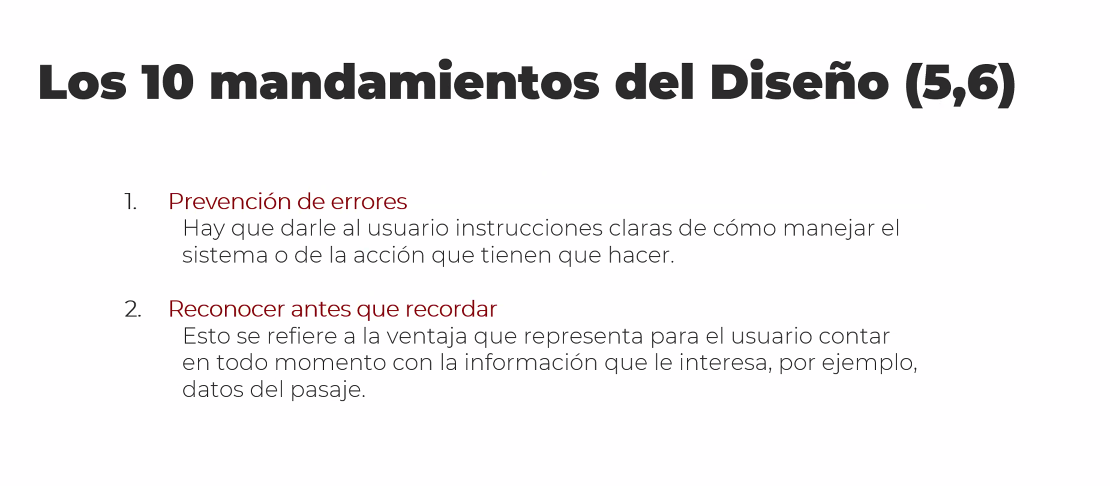 Los 10 mandamientos del Diseño (5,6)
1. Prevención de errores
Hay que darle al usuario instrucciones claras de cómo manejar el
sistema o de la acción que tienen que hacer.
2. Reconocer antes que recordar
Esto se refiere a la ventaja que representa para el usuario contar
en todo momento con la información que le interesa, por ejemplo,
datos del pasaje.